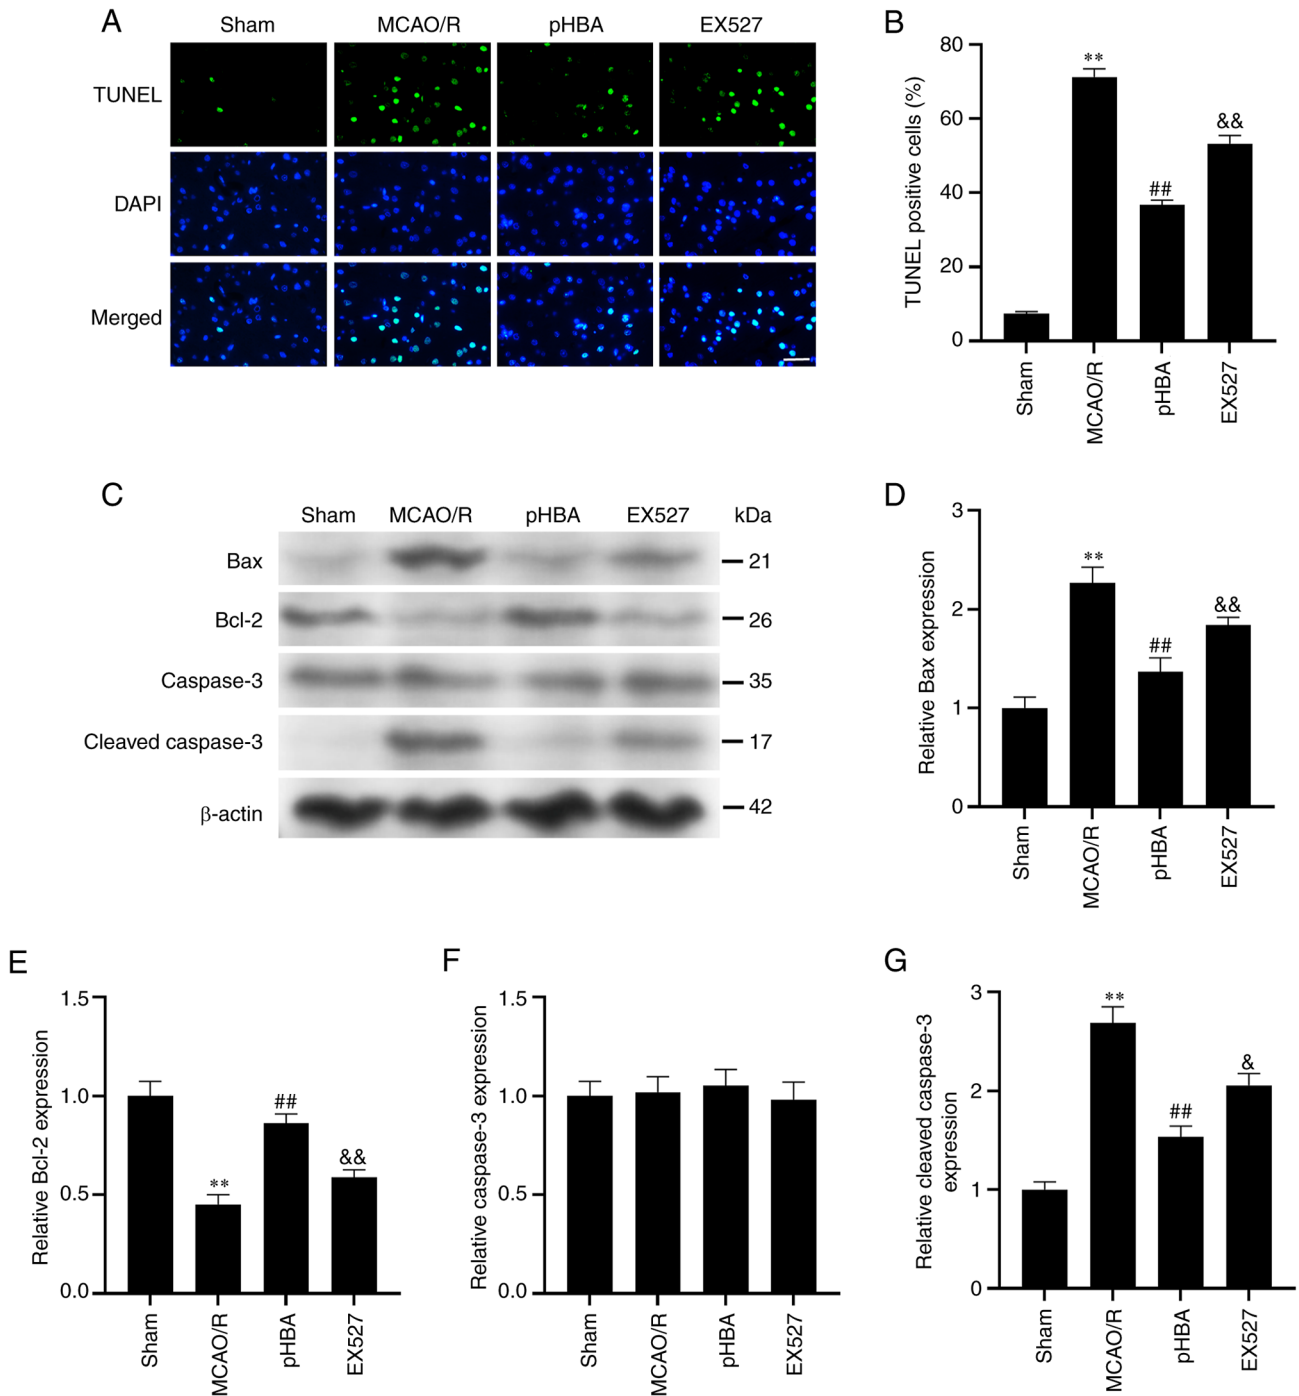 A
Sham MCAO/R pHBA EX527
TUNEL
DAPI
Merged
B
TUNEL positive cells (%)
80
60
40
20
0
**
##
&&
Sham MCAO/R pHBA EX527
C
Sham MCAO/R pHBA EX527 kDa
Bax 21
Bcl-2 26
Caspase-3 35
Cleaved caspase-3 17
β-actin 42
D
Relative Bax expression
3
2
1
0
**
##
&&
Sham MCAO/R pHBA EX527
E
Relative Bcl-2 expression
1.5
1.0
0.5
0.0
**
##
&&
Sham MCAO/R pHBA EX527
F
Relative caspase-3 expression
1.5
1.0
0.5
0.0
Sham MCAO/R pHBA EX527
G
Relative cleaved caspase-3
expression
3
2
1
0
**
##
&
Sham MCAO/R pHBA EX527